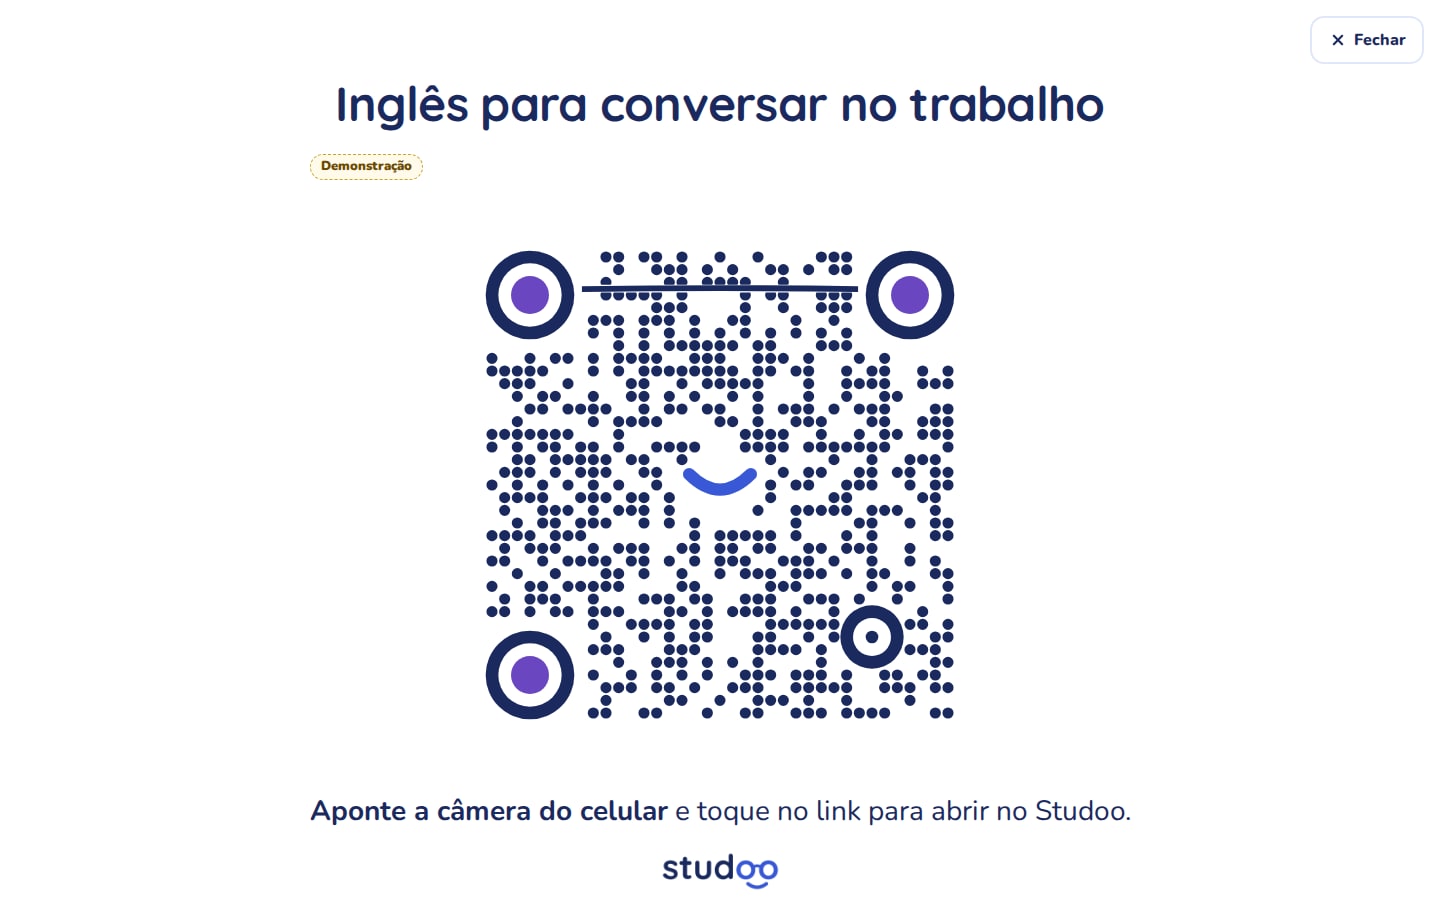 Fechar
Inglês para conversar no trabalho
Demonstração
Aponte a câmera do celular e toque no link para abrir no Studoo.
studoo